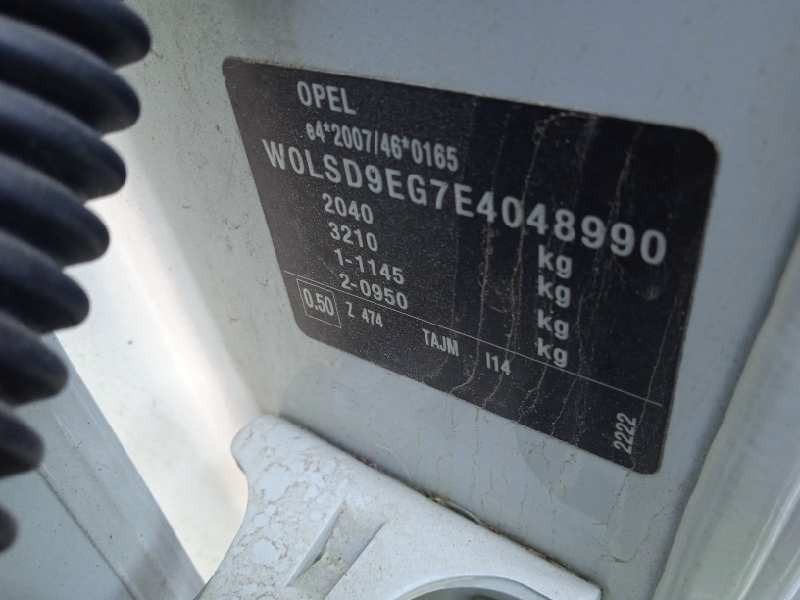 OPEL
e4*2007/46*0165
W0LSD9EG7E4048990
2040 kg
3210 kg
1-1145 kg
2-0950 kg
0.50 Z 474 TAJM I14
2222